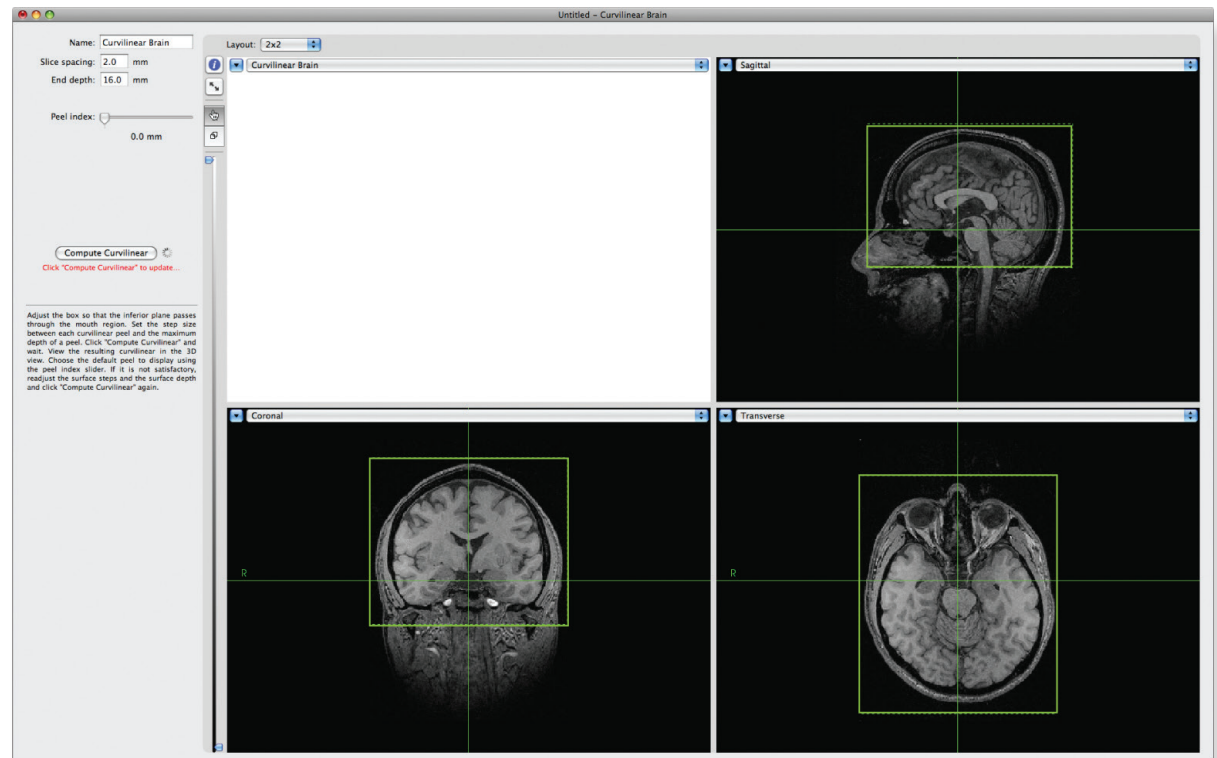 Untitled – Curvilinear Brain
Name: Curvilinear Brain
Slice spacing: 2.0 mm
End depth: 16.0 mm
Peel index:
0.0 mm
Compute Curvilinear
Click "Compute Curvilinear" to update...
Adjust the box so that the inferior plane passes
through the mouth region. Set the step size
between each curvilinear peel and the maximum
depth of a peel. Click "Compute Curvilinear" and
wait. View the resulting curvilinear in the 3D
view. Choose the default peel to display using
the peel index slider. If it is not satisfactory,
readjust the surface steps and the surface depth
and click "Compute Curvilinear" again.
Layout: 2x2
i
Curvilinear Brain
Sagittal
Coronal
R
Transverse
R